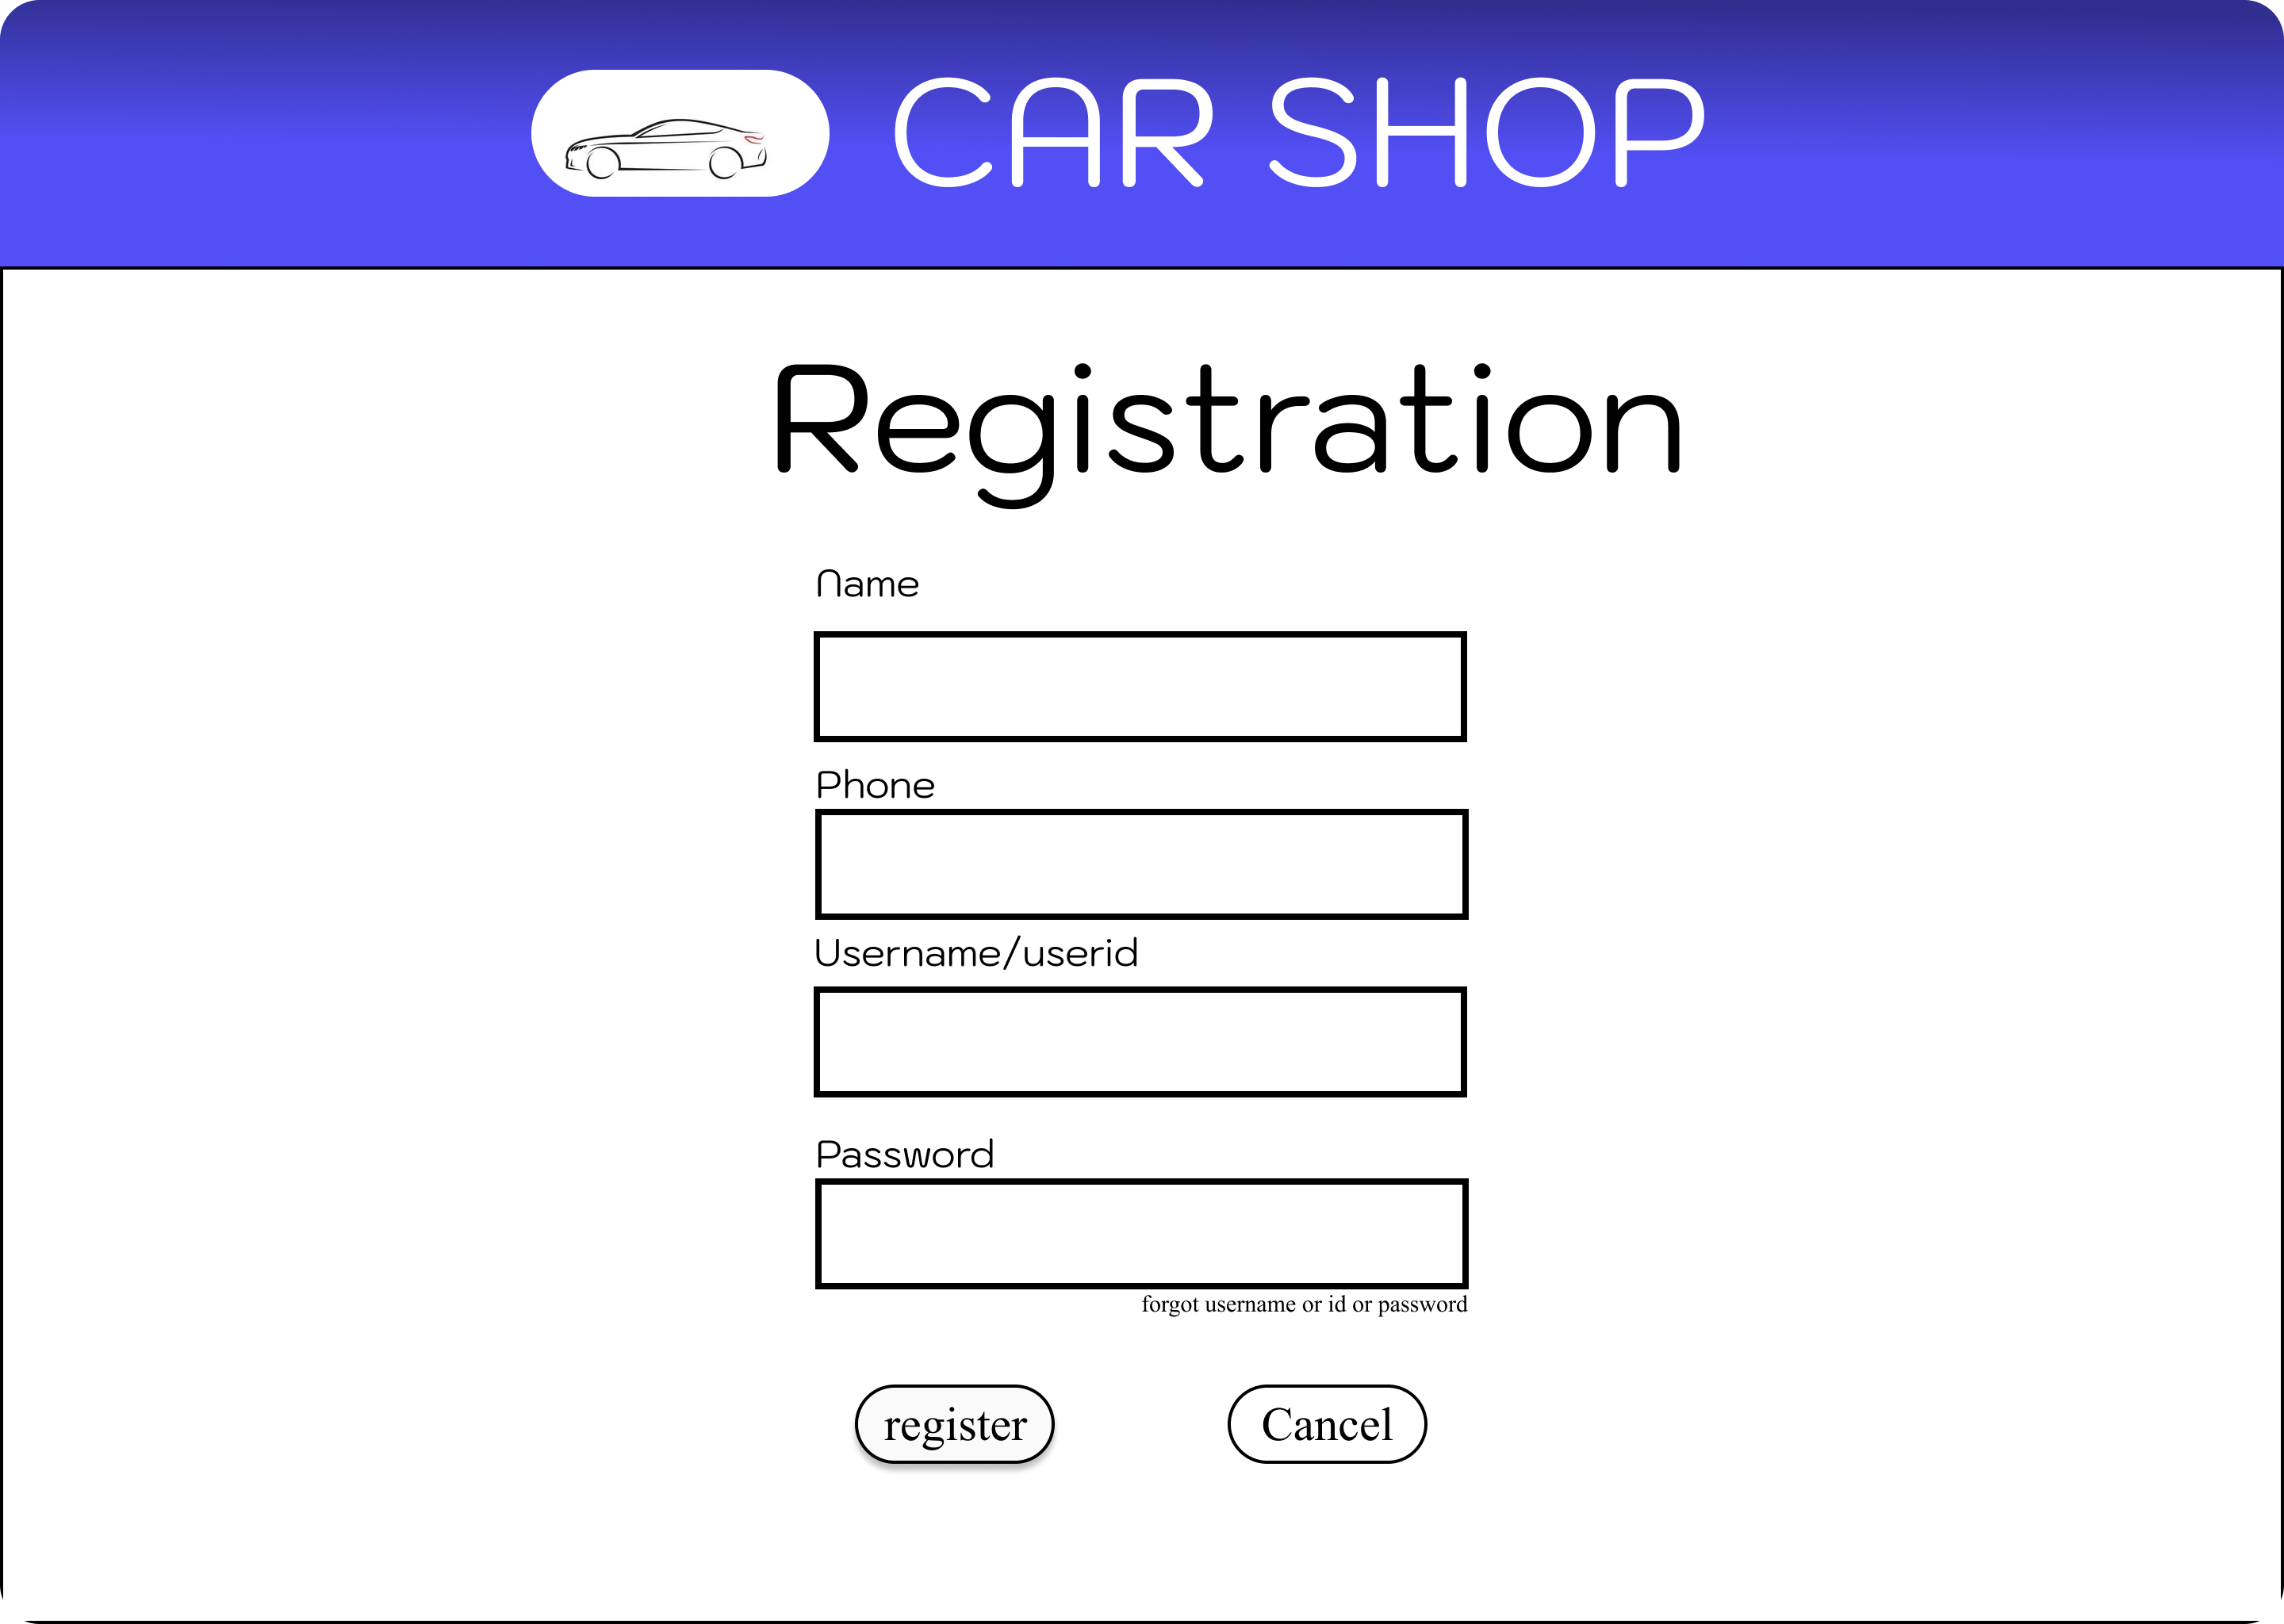 CAR SHOP
Registration
Name
Phone
Username/userid
Password
forgot username or id or password
register
Cancel